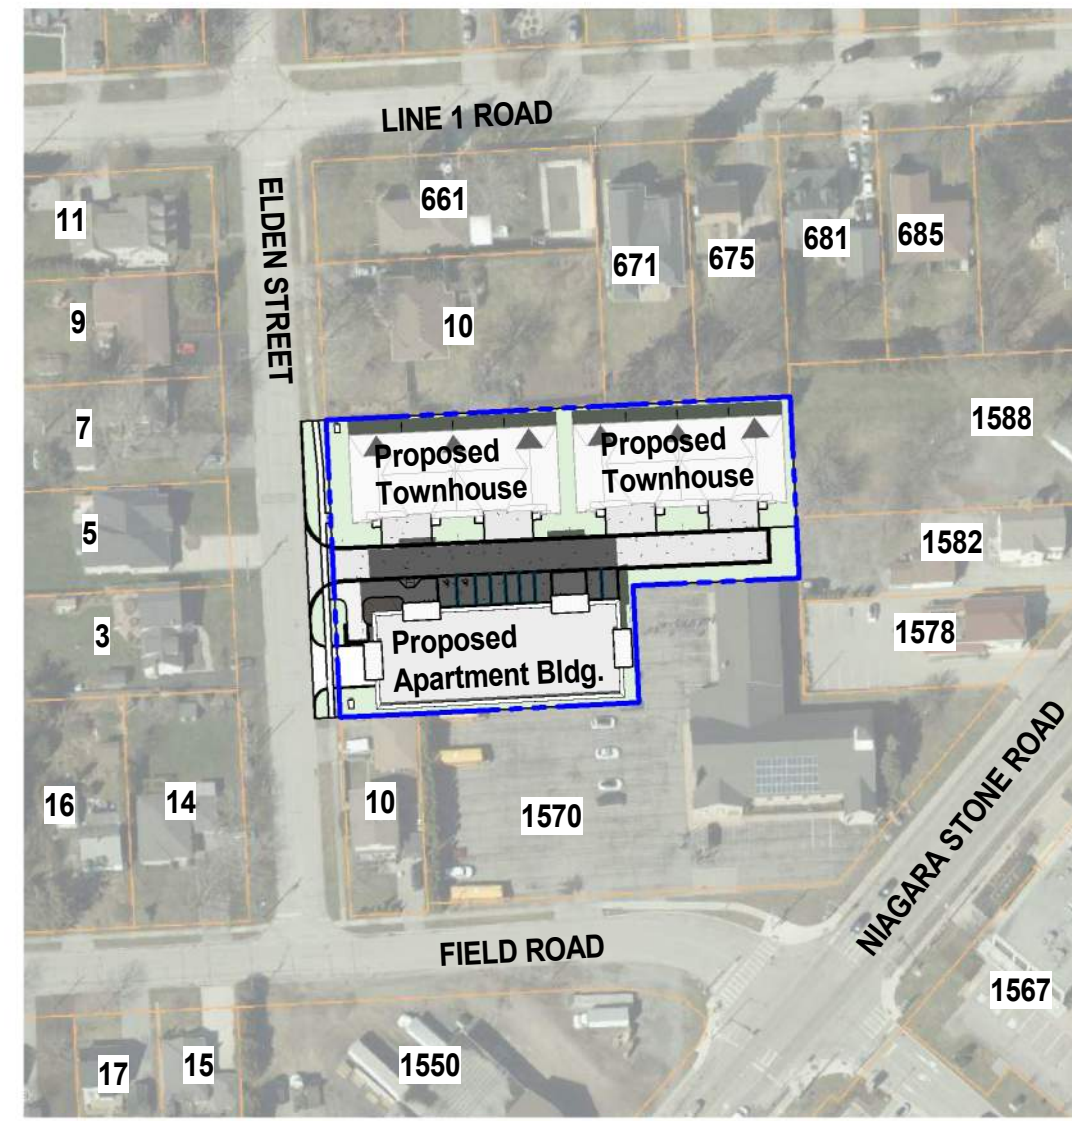 LINE 1 ROAD
ELDEN STREET
661
11
671
675
681
685
9
10
7
1588
Proposed
Townhouse
Proposed
Townhouse
5
1582
3
1578
Proposed
Apartment Bldg.
16
14
10
1570
NIAGARA STONE ROAD
FIELD ROAD
1567
17
15
1550